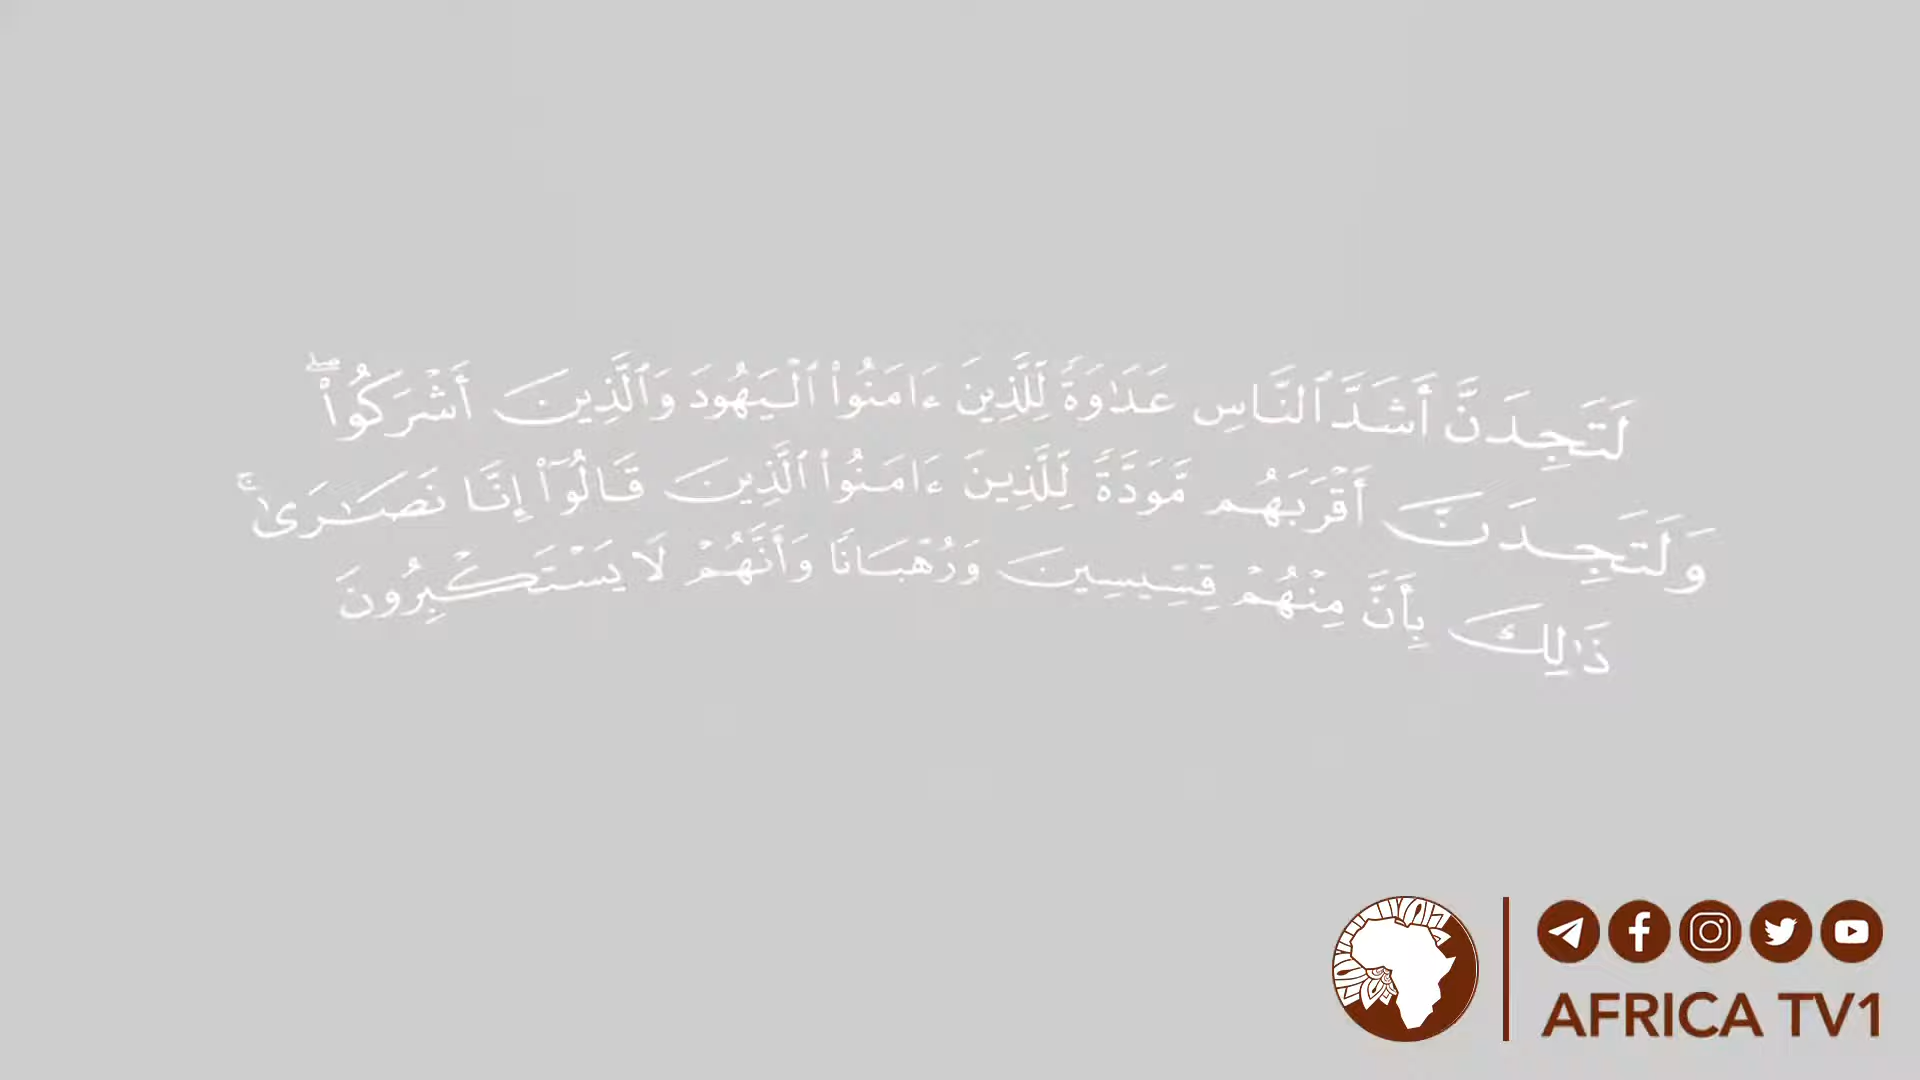 لَتَجِدَنَّ أَشَدَّ ٱلنَّاسِ عَدَٰوَةً لِّلَّذِينَ ءَامَنُوا۟ ٱلْيَهُودَ وَٱلَّذِينَ أَشْرَكُوا۟ ۖ
وَلَتَجِدَنَّ أَقْرَبَهُم مَّوَدَّةً لِّلَّذِينَ ءَامَنُوا۟ ٱلَّذِينَ قَالُوٓا۟ إِنَّا نَصَـٰرَىٰ ۚ
ذَٰلِكَ بِأَنَّ مِنْهُمْ قِسِّيسِينَ وَرُهْبَانًا وَأَنَّهُمْ لَا يَسْتَكْبِرُونَ
AFRICA TV1